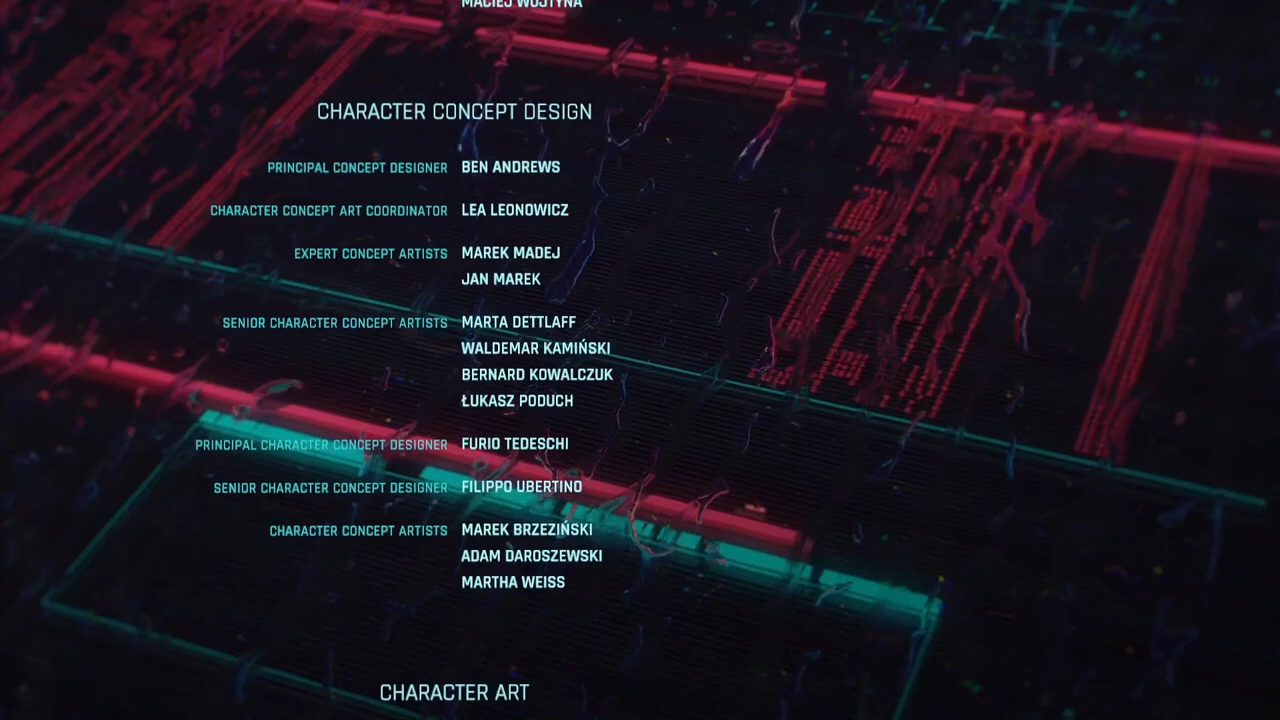 MACIEJ WOJTYNA
CHARACTER CONCEPT DESIGN
PRINCIPAL CONCEPT DESIGNER BEN ANDREWS
CHARACTER CONCEPT ART COORDINATOR LEA LEONOWICZ
EXPERT CONCEPT ARTISTS MAREK MADEJ
JAN MAREK
SENIOR CHARACTER CONCEPT ARTISTS MARTA DETTLAFF
WALDEMAR KAMIŃSKI
BERNARD KOWALCZUK
ŁUKASZ PODUCH
PRINCIPAL CHARACTER CONCEPT DESIGNER FURIO TEDESCHI
SENIOR CHARACTER CONCEPT DESIGNER FILIPPO UBERTINO
CHARACTER CONCEPT ARTISTS MAREK BRZEZIŃSKI
ADAM DAROSZEWSKI
MARTHA WEISS
CHARACTER ART